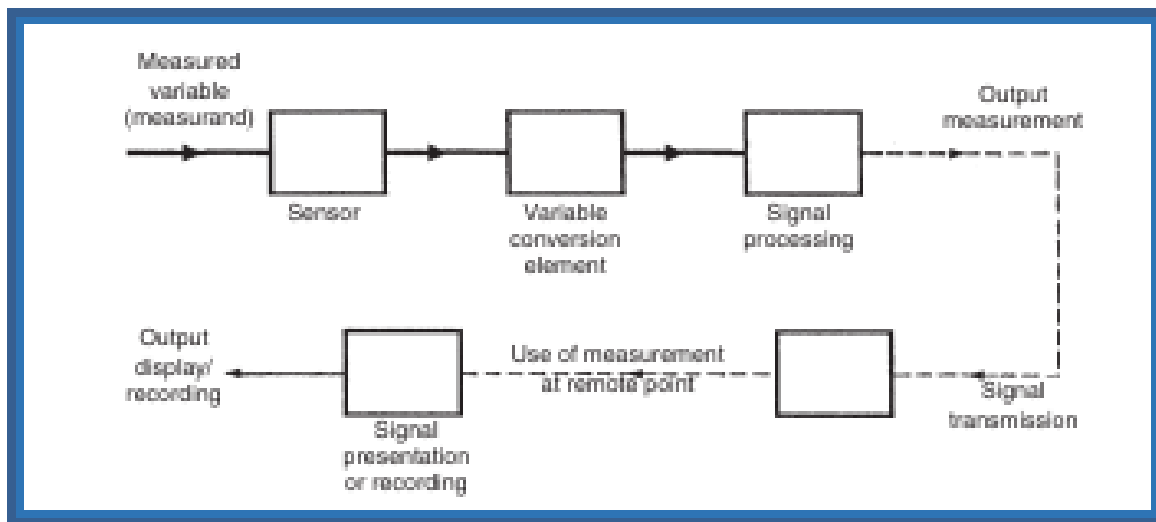 Measured
variable
(measurand)
Output
measurement
Sensor
Variable
conversion
element
Signal
processing
Output
display/
recording
Use of measurement
at remote point
Signal
transmission
Signal
presentation
or recording